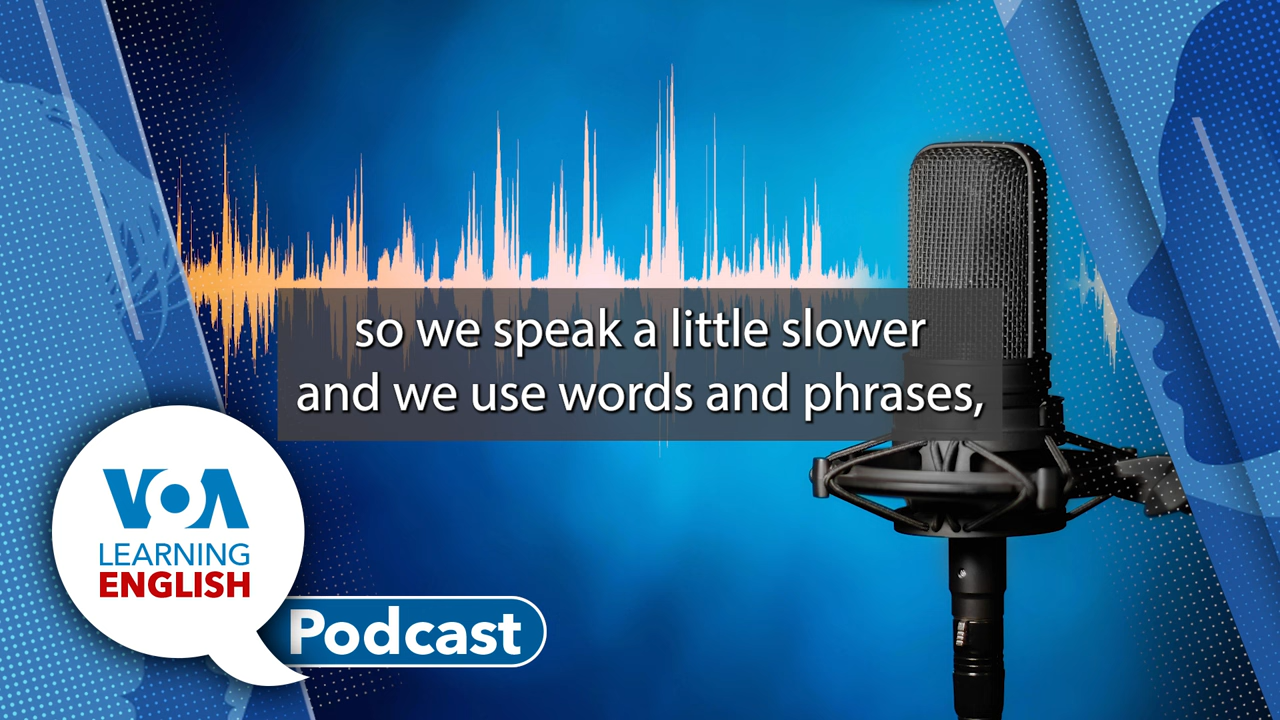 so we speak a little slower
and we use words and phrases,
VOA
LEARNING
ENGLISH
Podcast